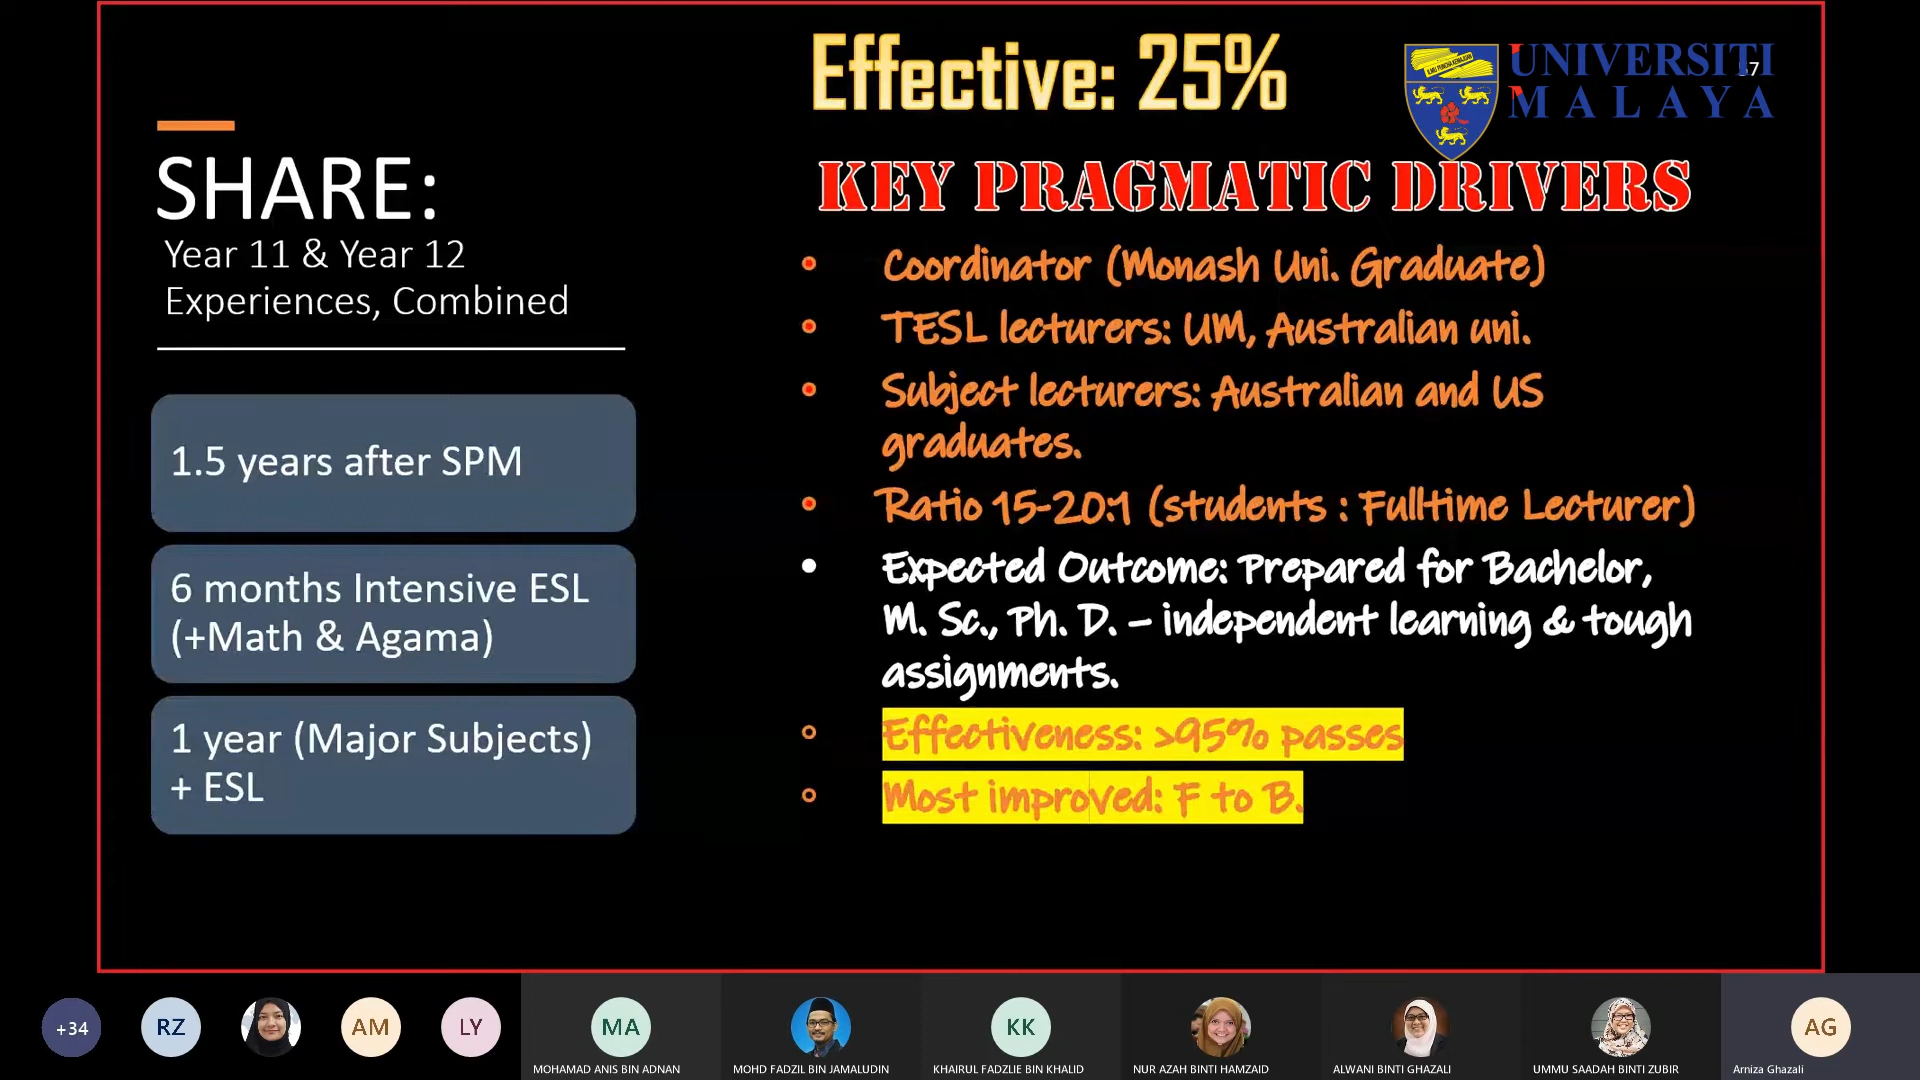 Effective: 25%
UNIVERSITI
MALAYA
SHARE:
Year 11 & Year 12
Experiences, Combined
1.5 years after SPM
6 months Intensive ESL
(+Math & Agama)
1 year (Major Subjects)
+ ESL
KEY PRAGMATIC DRIVERS
• Coordinator (Monash Uni. Graduate)
• TESL lecturers: UM, Australian uni.
• Subject lecturers: Australian and US
graduates.
• Ratio 15-20:1 (students : Fulltime Lecturer)
• Expected Outcome: Prepared for Bachelor,
M. Sc., Ph. D. – independent learning & tough
assignments.
• Effectiveness: >95% passes
• Most improved: F to B.
+34
RZ
AM
LY
MA
KK
AG
MOHAMAD ANIS BIN ADNAN
MOHD FADZIL BIN JAMALUDIN
KHAIRUL FADZLIE BIN KHALID
NUR AZAH BINTI HAMZAID
ALWANI BINTI GHAZALI
UMMU SAADAH BINTI ZUBIR
Arniza Ghazali